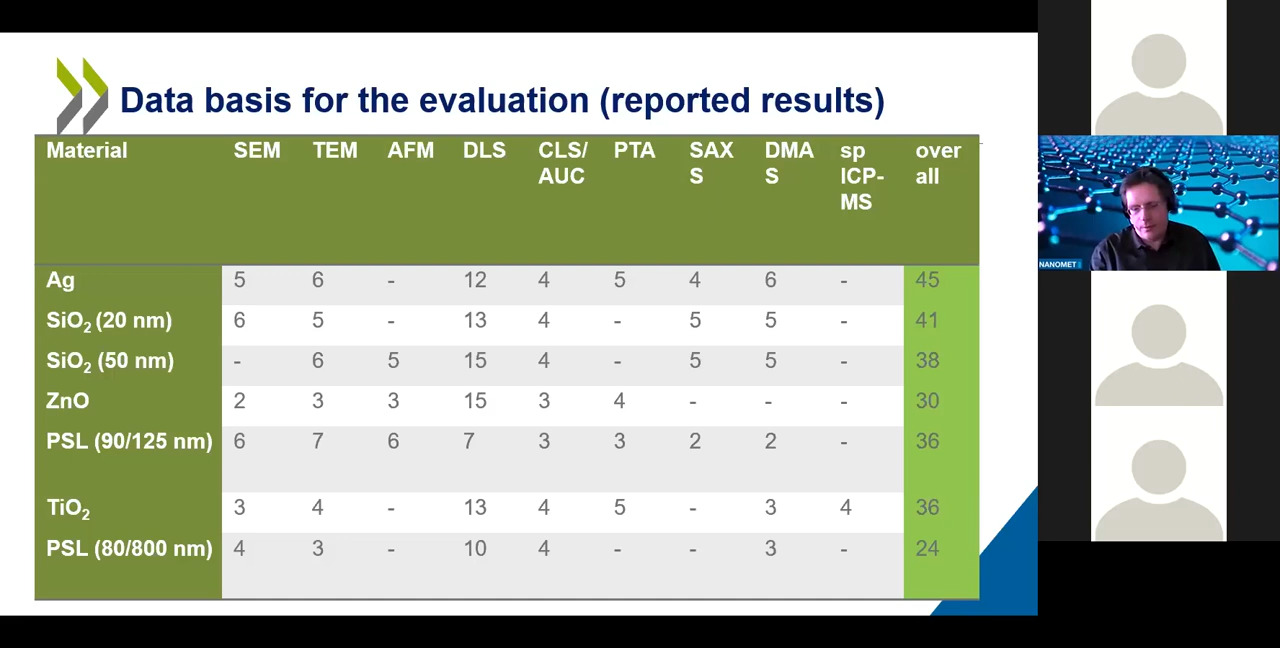 Data basis for the evaluation (reported results)
Material SEM TEM AFM DLS CLS/ AUC PTA SAX S DMA S sp ICP- MS over all
Ag 5 6 - 12 4 5 4 6 - 45
SiO2 (20 nm) 6 5 - 13 4 - 5 5 - 41
SiO2 (50 nm) - 6 5 15 4 - 5 5 - 38
ZnO 2 3 3 15 3 4 - - - 30
PSL (90/125 nm) 6 7 6 7 3 3 2 2 - 36
TiO2 3 4 - 13 4 5 - 3 4 36
PSL (80/800 nm) 4 3 - 10 4 - - 3 - 24
NANOMET